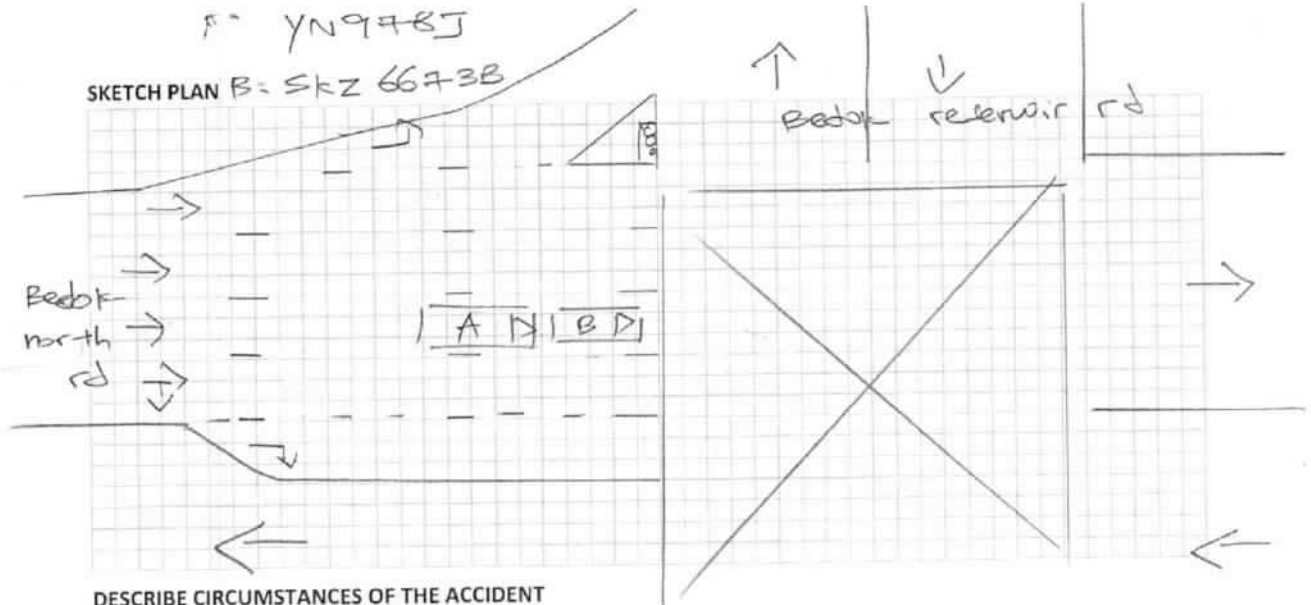 YN978J
SKETCH PLAN B: SKZ 6673B
Bedok reservoir rd
Bedok
north
rd
A B
DESCRIBE CIRCUMSTANCES OF THE ACCIDENT